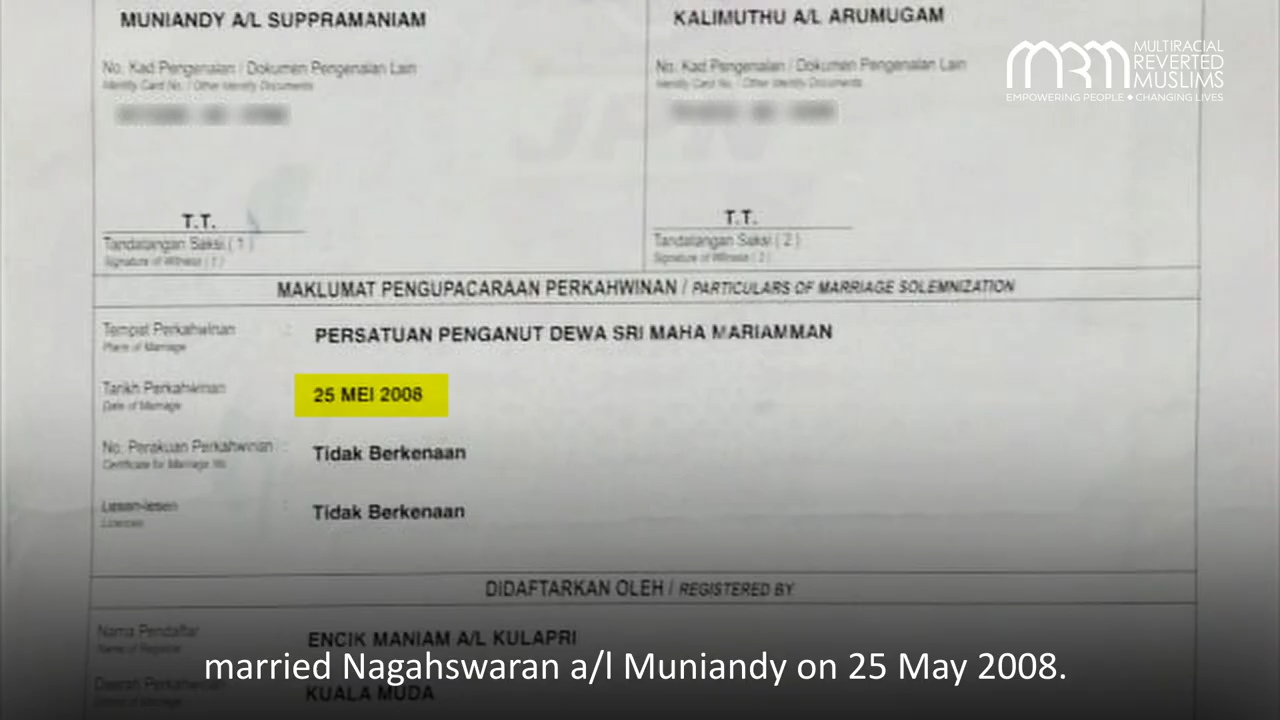 MUNIANDY A/L SUPPRAMANIAM
No. Kad Pengenalan / Dokumen Pengenalan Lain
Identity Card No. / Other Identity Documents
T.T.
Tandatangan Saksi ( 1 )
Signature of Witness ( 1 )
KALIMUTHU A/L ARUMUGAM
No. Kad Pengenalan / Dokumen Pengenalan Lain
Identity Card No. / Other Identity Documents
T.T.
Tandatangan Saksi ( 2 )
Signature of Witness ( 2 )
MRM MULTIRACIAL
REVERTED
MUSLIMS
EMPOWERING PEOPLE ♦ CHANGING LIVES
JPN
MAKLUMAT PENGUPACARAAN PERKAHWINAN / PARTICULARS OF MARRIAGE SOLEMNIZATION
Tempat Perkahwinan : PERSATUAN PENGANUT DEWA SRI MAHA MARIAMMAN
Place of Marriage
Tarikh Perkahwinan 25 MEI 2008
Date of Marriage
No. Perakuan Perkahwinan : Tidak Berkenaan
Certificate for Marriage No.
Lesen-lesen Tidak Berkenaan
Licences
DIDAFTARKAN OLEH / REGISTERED BY
Nama Pendaftar ENCIK MANIAM A/L KULAPRI
Name of Registrar
married Nagahswaran a/l Muniandy on 25 May 2008.
Daerah Perkahwinan KUALA MUDA
District of Marriage